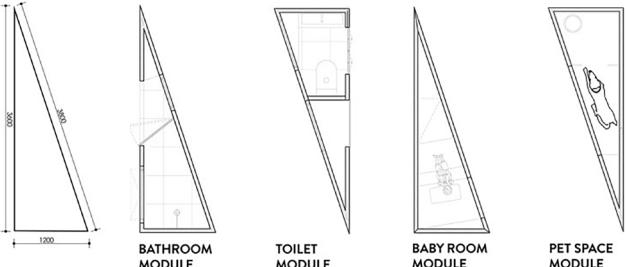 3600
3800
1200
BATHROOM
MODULE
TOILET
MODULE
BABY ROOM
MODULE
PET SPACE
MODULE